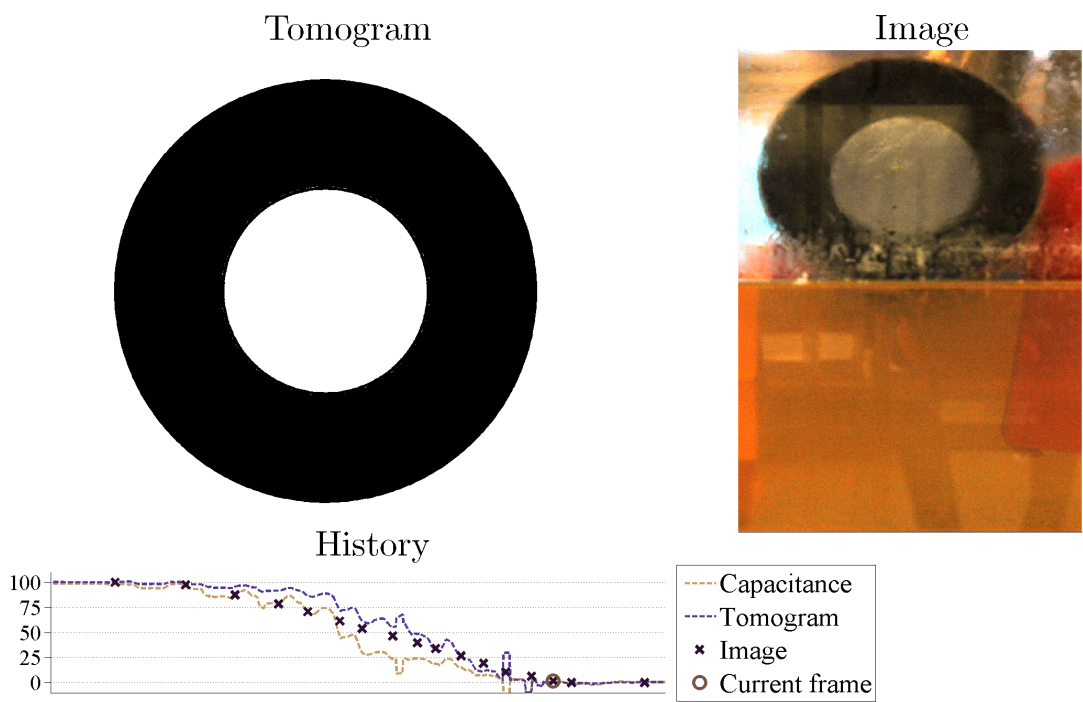 Tomogram
Image
History
100
75
50
25
0
Capacitance
Tomogram
Image
Current frame